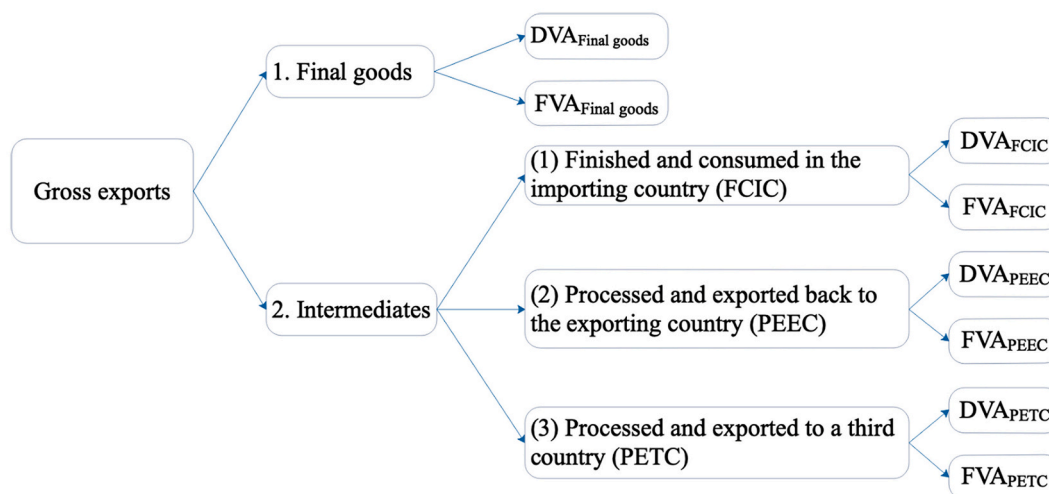 Gross exports
1. Final goods
DVAFinal goods
FVAFinal goods
2. Intermediates
(1) Finished and consumed in the
importing country (FCIC)
DVAFCIC
FVAFCIC
(2) Processed and exported back to
the exporting country (PEEC)
DVAPEEC
FVAPEEC
(3) Processed and exported to a third
country (PETC)
DVAPETC
FVAPETC